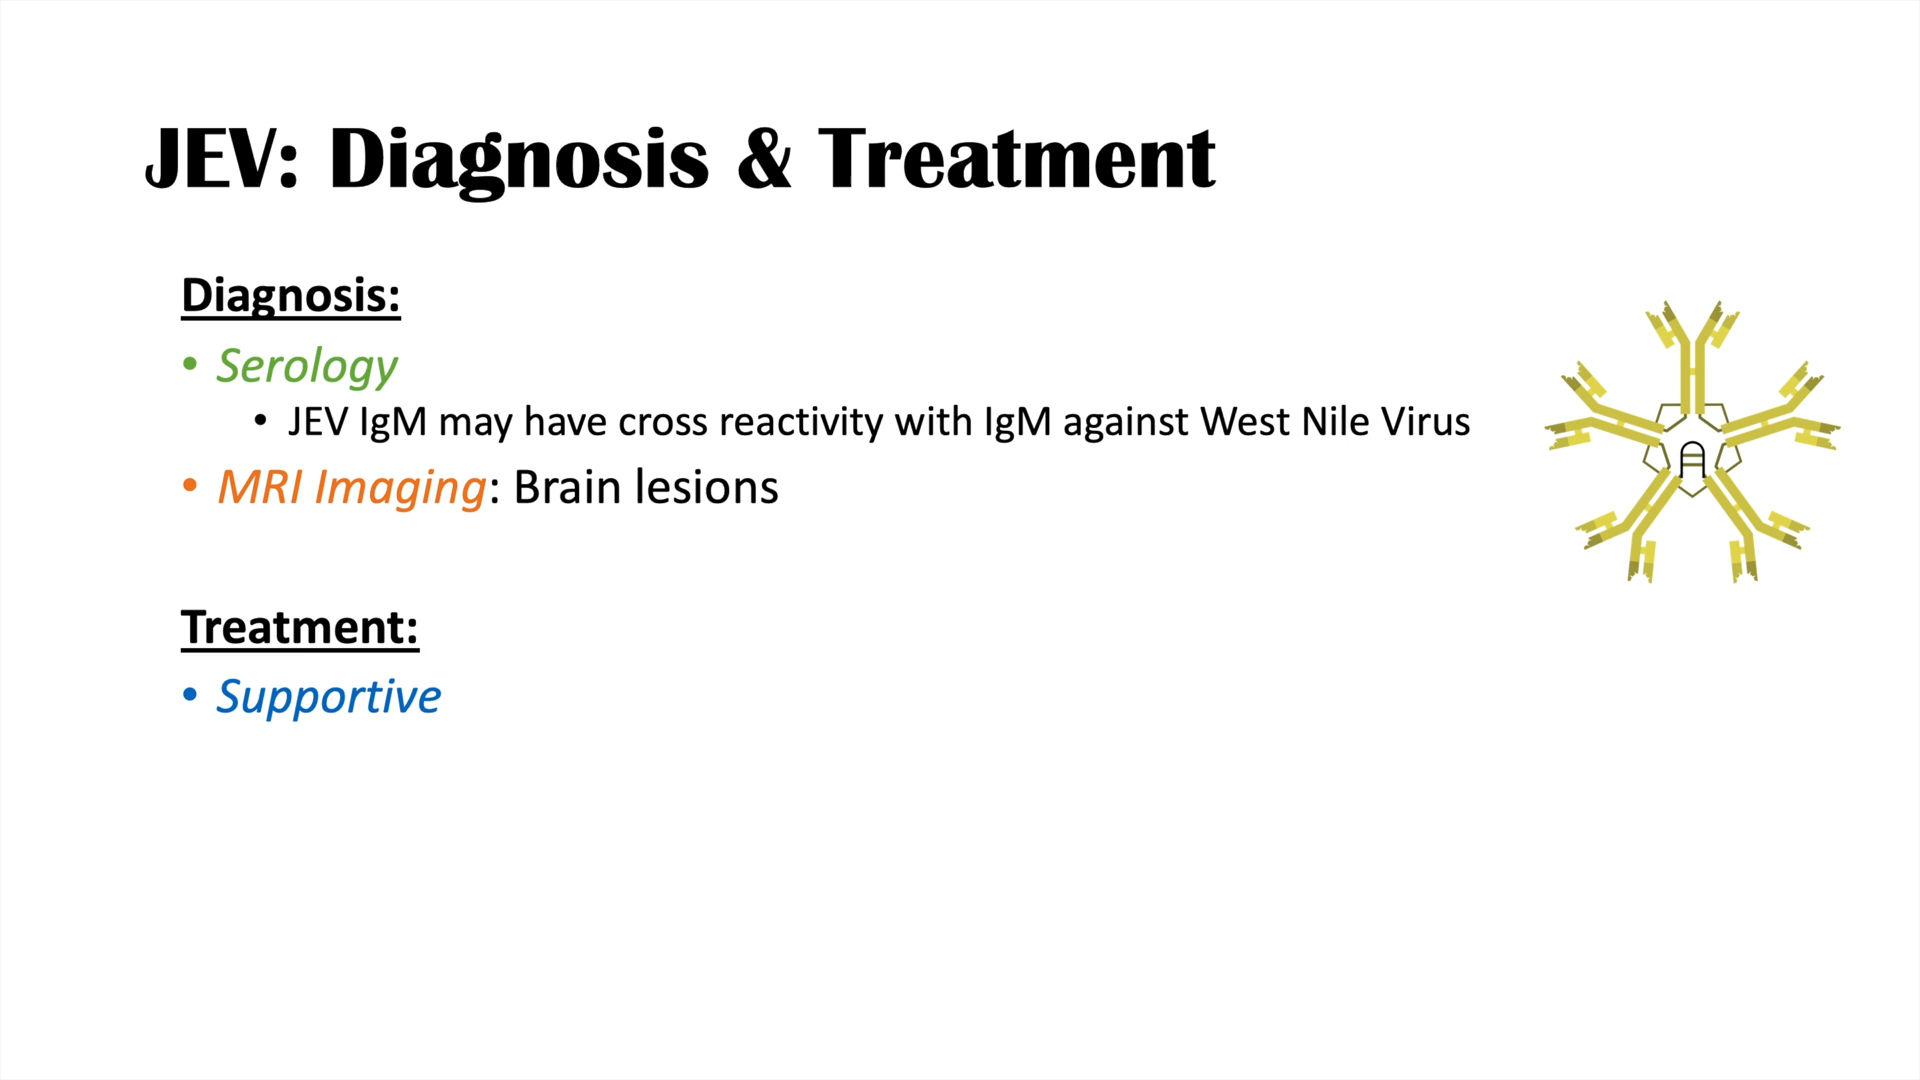 JEV: Diagnosis & Treatment
Diagnosis:
• Serology
• JEV IgM may have cross reactivity with IgM against West Nile Virus
• MRI Imaging: Brain lesions
Treatment:
• Supportive